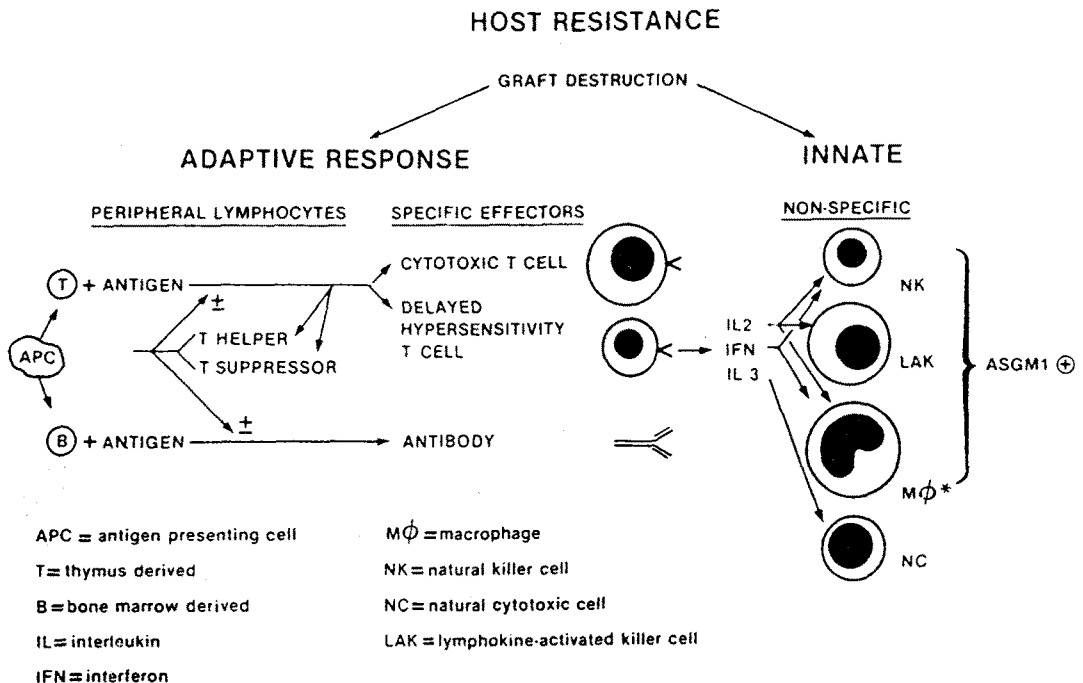 HOST RESISTANCE
GRAFT DESTRUCTION
ADAPTIVE RESPONSE
INNATE
PERIPHERAL LYMPHOCYTES
SPECIFIC EFFECTORS
NON-SPECIFIC
T + ANTIGEN
±
CYTOTOXIC T CELL
DELAYED
HYPERSENSITIVITY
T CELL
T HELPER
T SUPPRESSOR
APC
B + ANTIGEN
±
ANTIBODY
IL2
IFN
IL 3
NK
LAK
MΦ*
NC
ASGM1 ⊕
APC = antigen presenting cell
T = thymus derived
B = bone marrow derived
IL = interleukin
IFN = interferon
MΦ = macrophage
NK = natural killer cell
NC = natural cytotoxic cell
LAK = lymphokine-activated killer cell